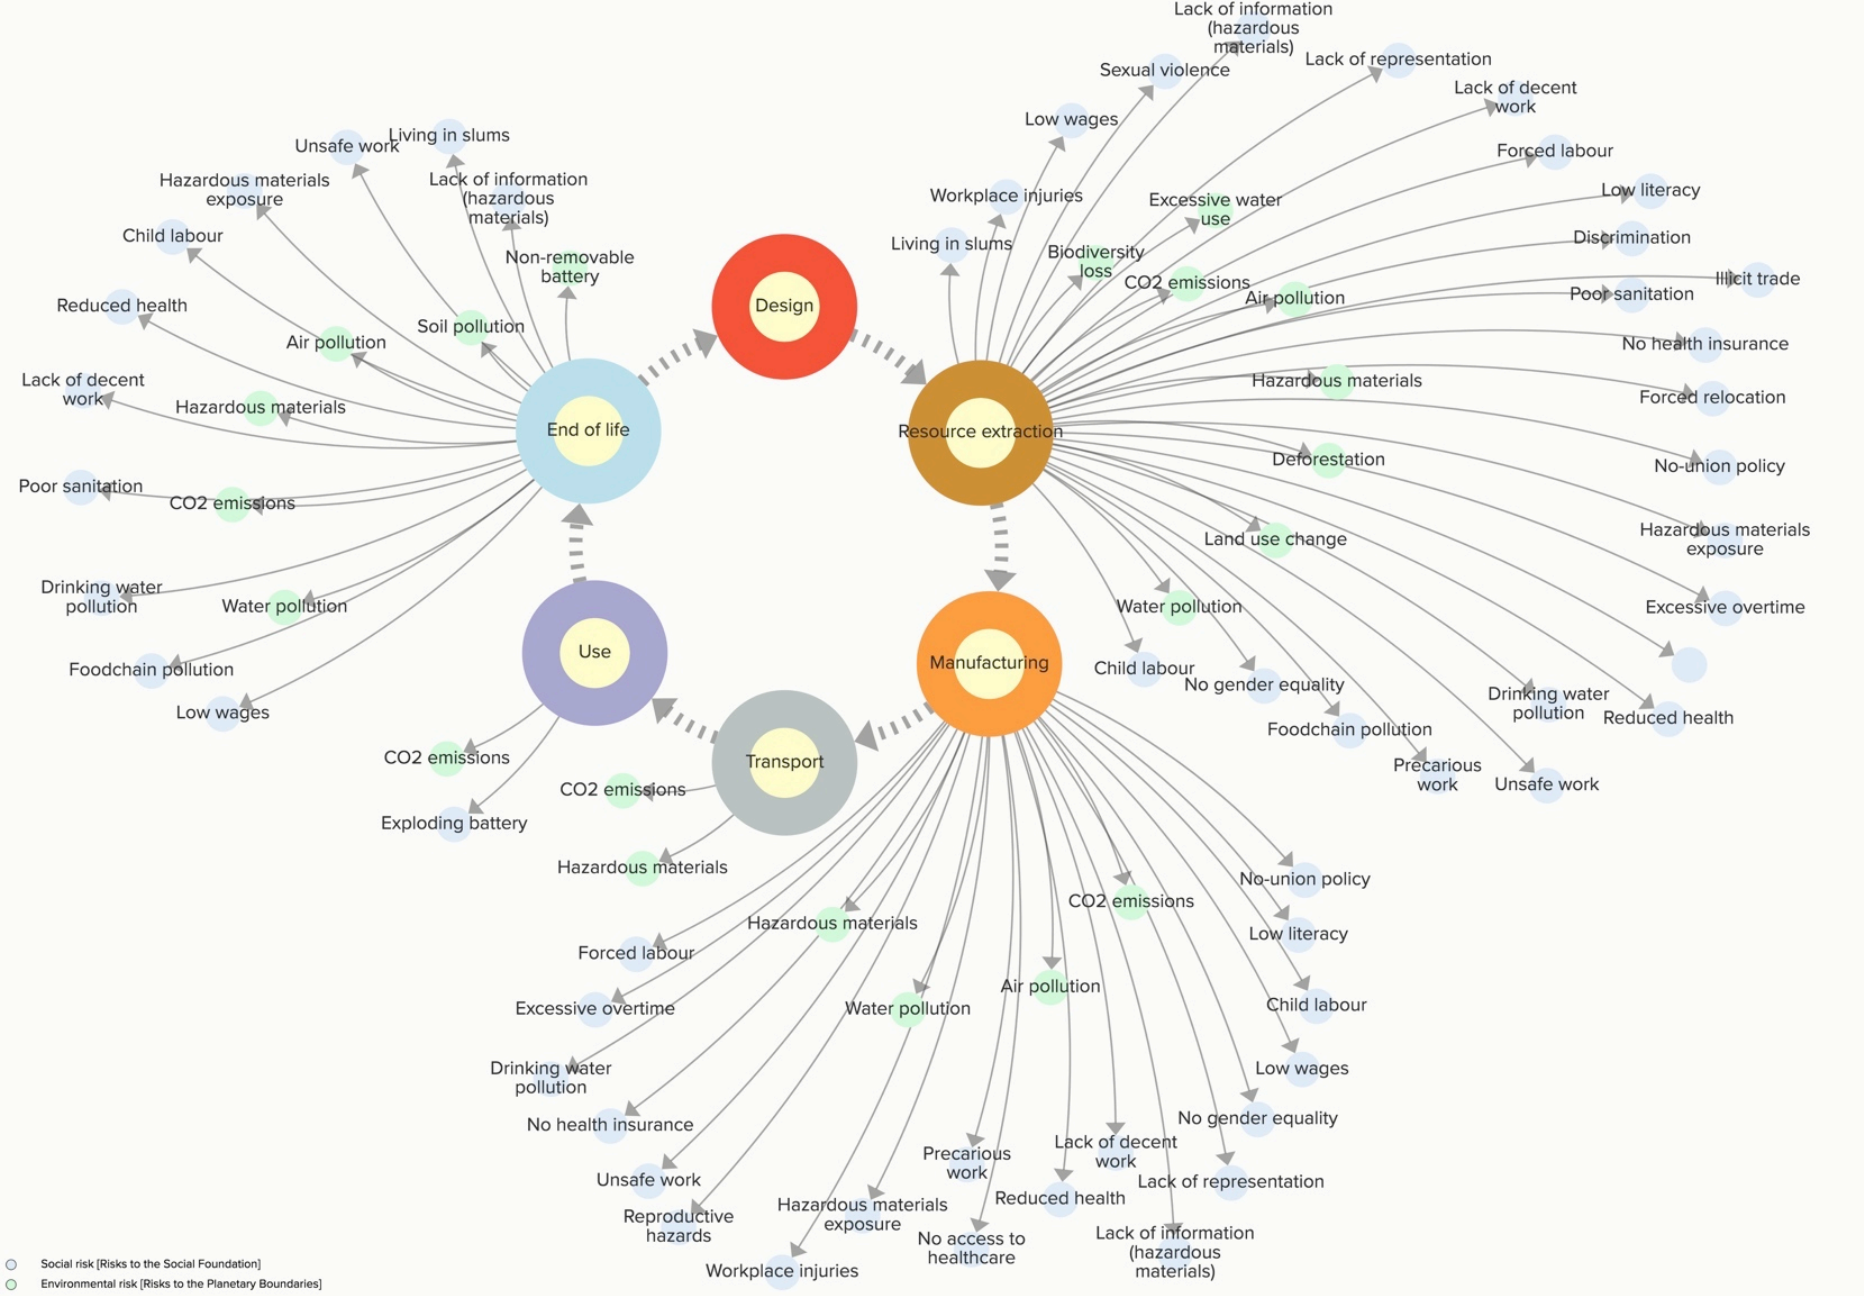 Lack of information
(hazardous
materials)
Lack of representation
Sexual violence
Lack of decent
work
Low wages
Forced labour
Workplace injuries
Excessive water
use
Low literacy
Living in slums
Biodiversity
loss
Discrimination
CO2 emissions
Air pollution
Illicit trade
Poor sanitation
No health insurance
Hazardous materials
Forced relocation
Resource extraction
Deforestation
No-union policy
Land use change
Hazardous materials
exposure
Water pollution
Excessive overtime
Child labour
No gender equality
Foodchain pollution
Drinking water
pollution
Reduced health
Precarious
work
Unsafe work
Living in slums
Unsafe work
Hazardous materials
exposure
Lack of information
(hazardous
materials)
Child labour
Non-removable
battery
Reduced health
Soil pollution
Air pollution
Lack of decent
work
Hazardous materials
End of life
Poor sanitation
CO2 emissions
Drinking water
pollution
Water pollution
Foodchain pollution
Low wages
Design
Use
CO2 emissions
Exploding battery
Transport
CO2 emissions
Hazardous materials
Manufacturing
No-union policy
CO2 emissions
Hazardous materials
Low literacy
Forced labour
Air pollution
Child labour
Excessive overtime
Water pollution
Drinking water
pollution
Low wages
No health insurance
No gender equality
Precarious
work
Lack of decent
work
Unsafe work
Lack of representation
Reduced health
Hazardous materials
exposure
Reproductive
hazards
No access to
healthcare
Lack of information
(hazardous
materials)
Workplace injuries
Social risk [Risks to the Social Foundation]
Environmental risk [Risks to the Planetary Boundaries]